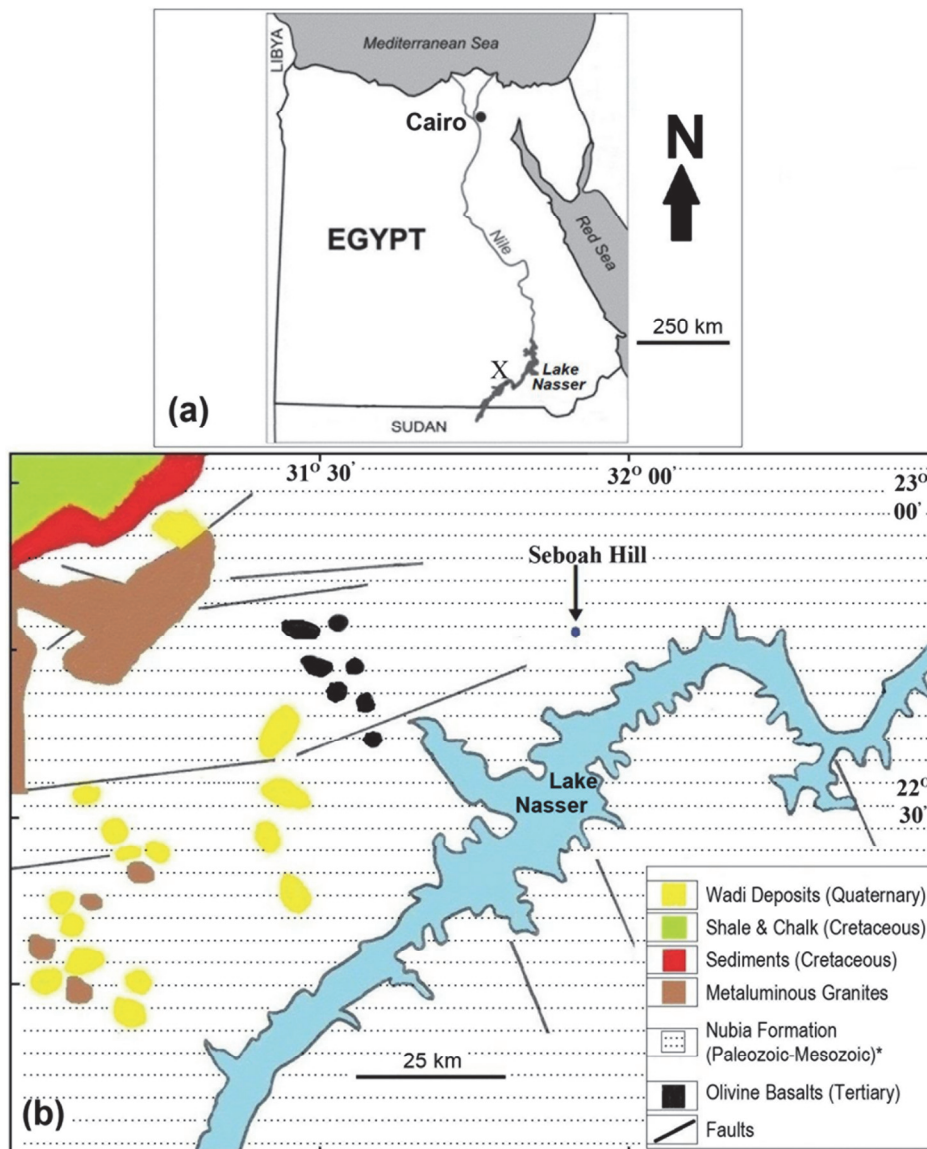 Mediterranean Sea
LIBYA
Cairo
N
EGYPT
Nile
Red Sea
250 km
X
Lake
Nasser
(a)
SUDAN
31° 30'
32° 00'
23°
00'
Seboah Hill
Lake
Nasser
22°
30'
Wadi Deposits (Quaternary)
Shale & Chalk (Cretaceous)
Sediments (Cretaceous)
Metaluminous Granites
Nubia Formation
(Paleozoic-Mesozoic)*
Olivine Basalts (Tertiary)
Faults
25 km
(b)